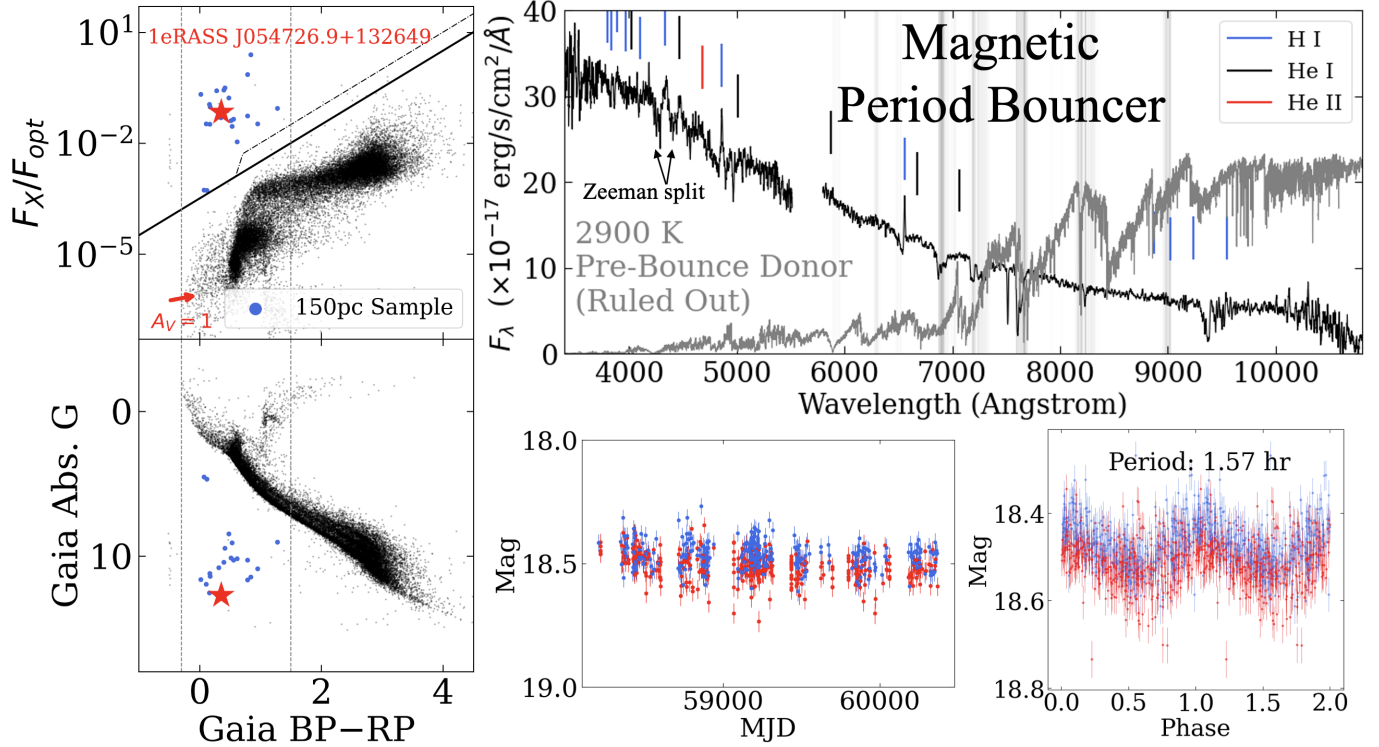 10¹
1eRASS J054726.9+132649
10⁻²
F_X/F_opt
10⁻⁵
A_V = 1
150pc Sample
0
Gaia Abs. G
10
0 2 4
Gaia BP−RP
40
Magnetic
Period Bouncer
H I
He I
He II
30
Zeeman split
20
2900 K
Pre-Bounce Donor
(Ruled Out)
10
0
F_λ (×10⁻¹⁷ erg/s/cm²/Å)
4000 5000 6000 7000 8000 9000 10000
Wavelength (Angstrom)
18.0
18.5
19.0
Mag
59000 60000
MJD
Period: 1.57 hr
18.4
18.6
18.8
Mag
0.0 0.5 1.0 1.5 2.0
Phase